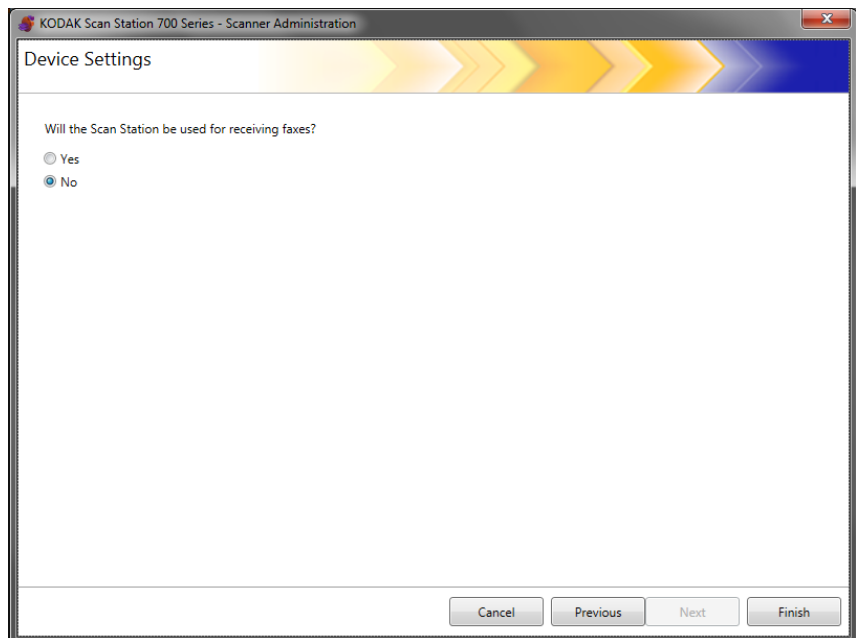 KODAK Scan Station 700 Series - Scanner Administration
Device Settings
Will the Scan Station be used for receiving faxes?
Yes
No
Cancel Previous Next Finish